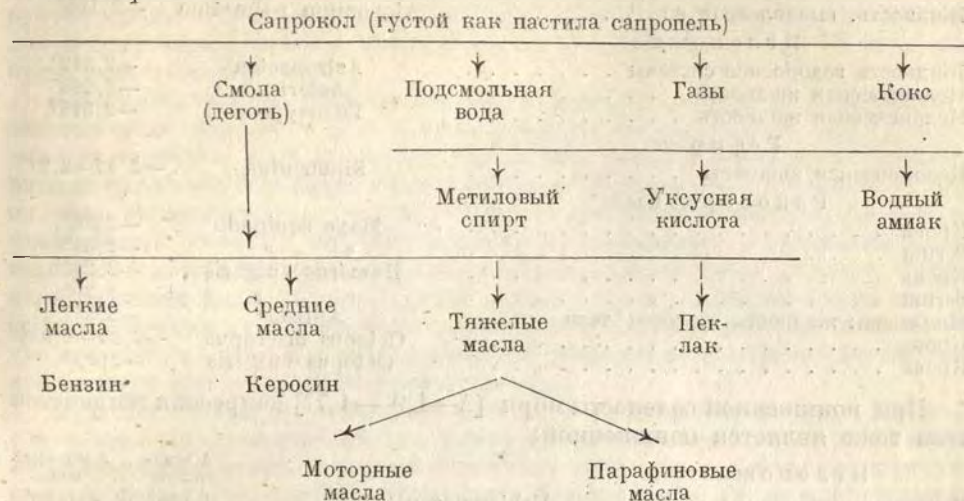 Сапрокол (густой как пастила сапропель)
Смола
(деготь)
Подсмольная
вода
Газы
Кокс
Метиловый
спирт
Уксусная
кислота
Водный
амиак
Легкие
масла
Средние
масла
Тяжелые
масла
Пек-
лак
Бензин
Керосин
Моторные
масла
Парафиновые
масла